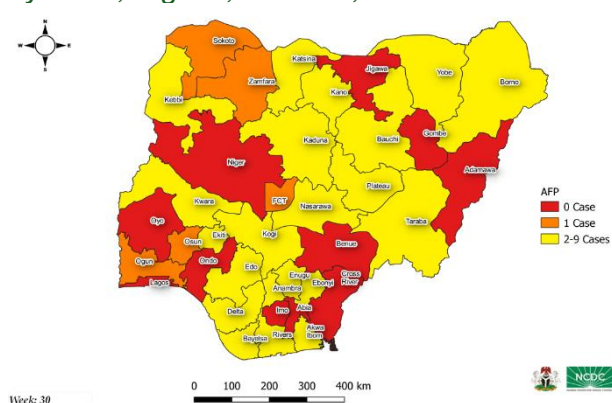 N
W
E
S
Sokoto
Katsina
Jigawa
Yobe
Borno
Zamfara
Kebbi
Kano
Gombe
Kaduna
Bauchi
Adamawa
Niger
Plateau
FCT
Kwara
Nasarawa
Taraba
Oyo
Osun
Ekiti
Kogi
Benue
Ogun
Ondo
Edo
Enugu
Ebonyi
Cross
River
Lagos
Anambra
Delta
Imo
Abia
Bayelsa
Rivers
Akwa
Ibom
AFP
0 Case
1 Case
2-9 Cases
Week: 30
0 100 200 300 400 km
NCDC